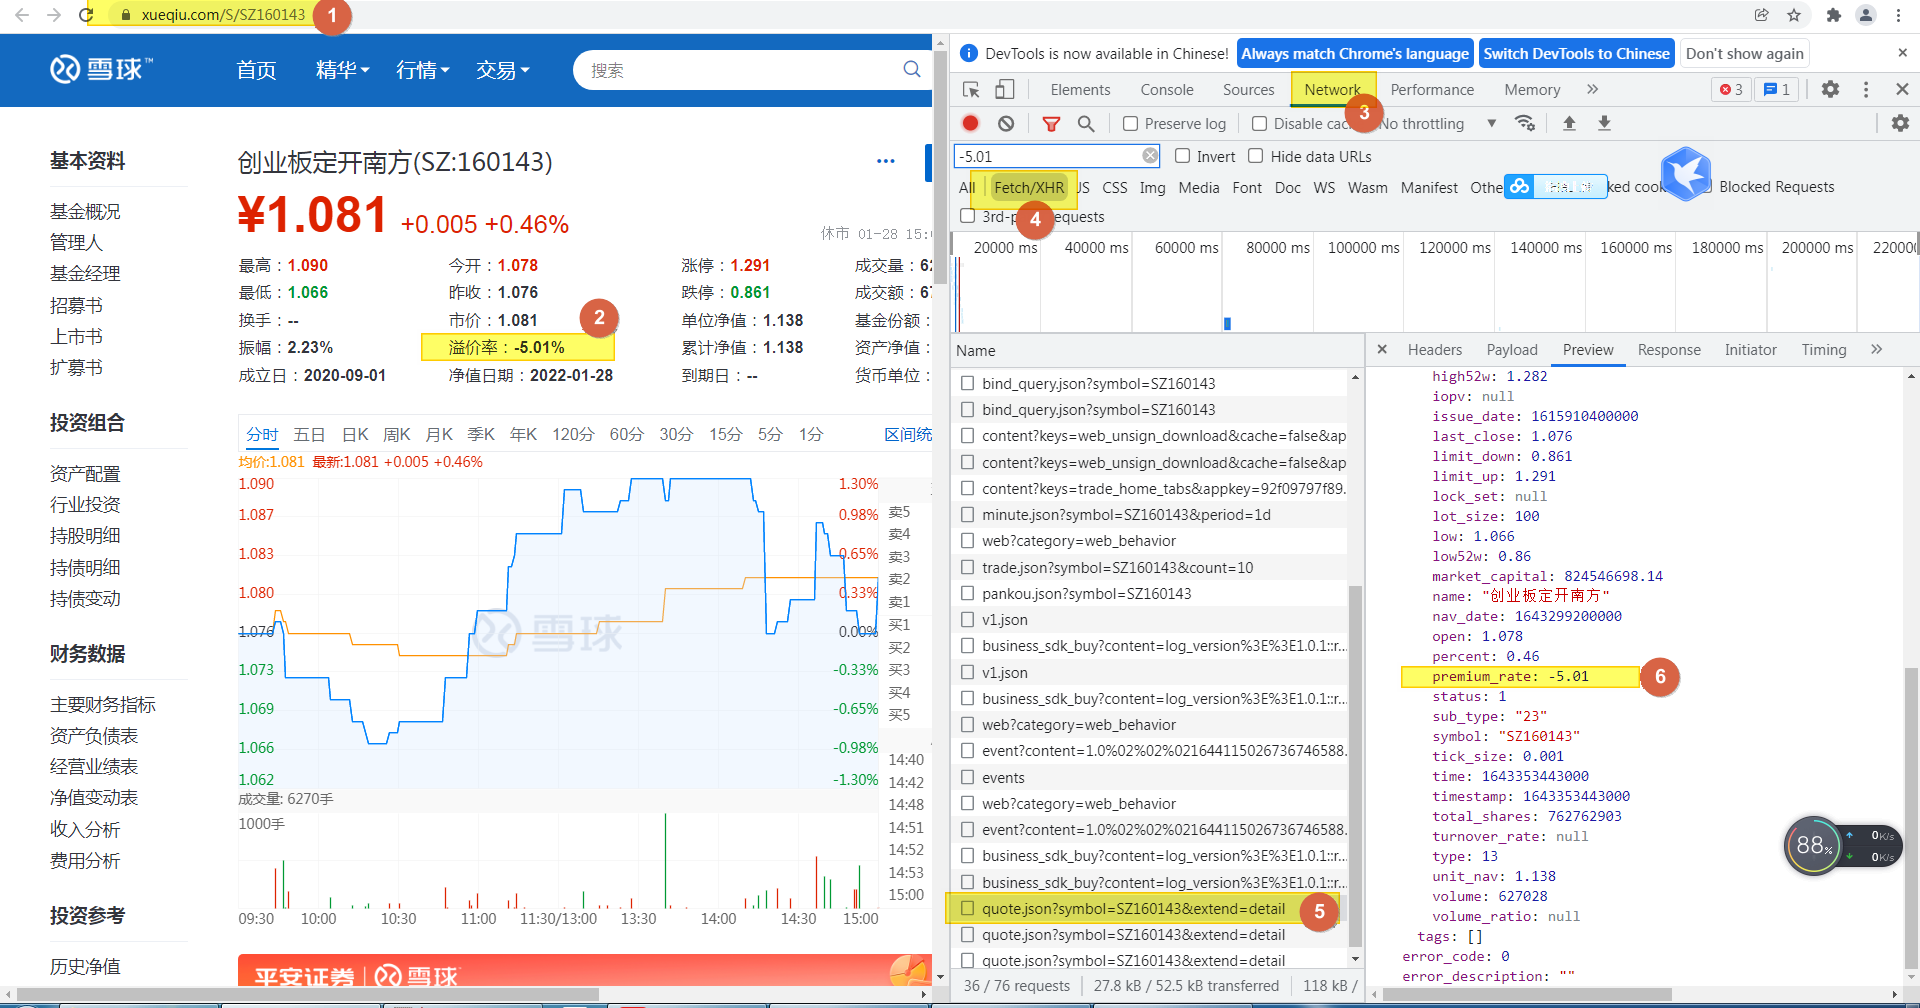 xueqiu.com/S/SZ160143
1
雪球™
首页
精华
行情
交易
搜索
基本资料
基金概况
管理人
基金经理
招募书
上市书
扩募书
投资组合
资产配置
行业投资
持股明细
持债明细
持债变动
财务数据
主要财务指标
资产负债表
经营业绩表
净值变动表
收入分析
费用分析
投资参考
历史净值
创业板定开南方(SZ:160143)
¥1.081 +0.005 +0.46%
休市 01-28 15:
最高：1.090 今开：1.078 涨停：1.291 成交量：6
最低：1.066 昨收：1.076 跌停：0.861 成交额：6
换手：-- 市价：1.081 单位净值：1.138 基金份额：
2
振幅：2.23% 溢价率：-5.01% 累计净值：1.138 资产净值：
成立日：2020-09-01 净值日期：2022-01-28 到期日：-- 货币单位：
分时 五日 日K 周K 月K 季K 年K 120分 60分 30分 15分 5分 1分 区间统
均价:1.081 最新:1.081 +0.005 +0.46%
1.090 1.30%
1.087 0.98%
1.083 0.65%
1.080 0.33%
1.076 0.00%
1.073 -0.33%
1.069 -0.65%
1.066 -0.98%
1.062 -1.30%
雪球
卖5
卖4
卖3
卖2
卖1
买1
买2
买3
买4
买5
14:40
14:42
14:48
14:51
14:52
14:53
15:00
成交量: 6270手
1000手
09:30 10:00 10:30 11:00 11:30/13:00 13:30 14:00 14:30 15:00
平安证券 雪球
DevTools is now available in Chinese! Always match Chrome's language Switch DevTools to Chinese Don't show again
Elements Console Sources Network Performance Memory » 3 1
3
Preserve log Disable cac No throttling
-5.01 Invert Hide data URLs
All Fetch/XHR JS CSS Img Media Font Doc WS Wasm Manifest Othe ked cook Blocked Requests
3rd-p equests
4
20000 ms 40000 ms 60000 ms 80000 ms 100000 ms 120000 ms 140000 ms 160000 ms 180000 ms 200000 ms 22000
Name
bind_query.json?symbol=SZ160143
bind_query.json?symbol=SZ160143
content?keys=web_unsign_download&cache=false&ap
content?keys=web_unsign_download&cache=false&ap
content?keys=trade_home_tabs&appkey=92f09797f89.
minute.json?symbol=SZ160143&period=1d
web?category=web_behavior
trade.json?symbol=SZ160143&count=10
pankou.json?symbol=SZ160143
v1.json
business_sdk_buy?content=log_version%3E%3E1.0.1::r...
v1.json
business_sdk_buy?content=log_version%3E%3E1.0.1::r...
web?category=web_behavior
event?content=1.0%02%02%021644115026736746588.
events
web?category=web_behavior
event?content=1.0%02%02%021644115026736746588.
business_sdk_buy?content=log_version%3E%3E1.0.1::r...
business_sdk_buy?content=log_version%3E%3E1.0.1::r...
quote.json?symbol=SZ160143&extend=detail
5
quote.json?symbol=SZ160143&extend=detail
quote.json?symbol=SZ160143&extend=detail
36 / 76 requests 27.8 kB / 52.5 kB transferred 118 kB /
Headers Payload Preview Response Initiator Timing »
high52w: 1.282
iopv: null
issue_date: 1615910400000
last_close: 1.076
limit_down: 0.861
limit_up: 1.291
lock_set: null
lot_size: 100
low: 1.066
low52w: 0.86
market_capital: 824546698.14
name: "创业板定开南方"
nav_date: 1643299200000
open: 1.078
percent: 0.46
premium_rate: -5.01
6
status: 1
sub_type: "23"
symbol: "SZ160143"
tick_size: 0.001
time: 1643353443000
timestamp: 1643353443000
total_shares: 762762903
turnover_rate: null
type: 13
unit_nav: 1.138
volume: 627028
volume_ratio: null
tags: []
error_code: 0
error_description: ""
88%
0K/s
0K/s